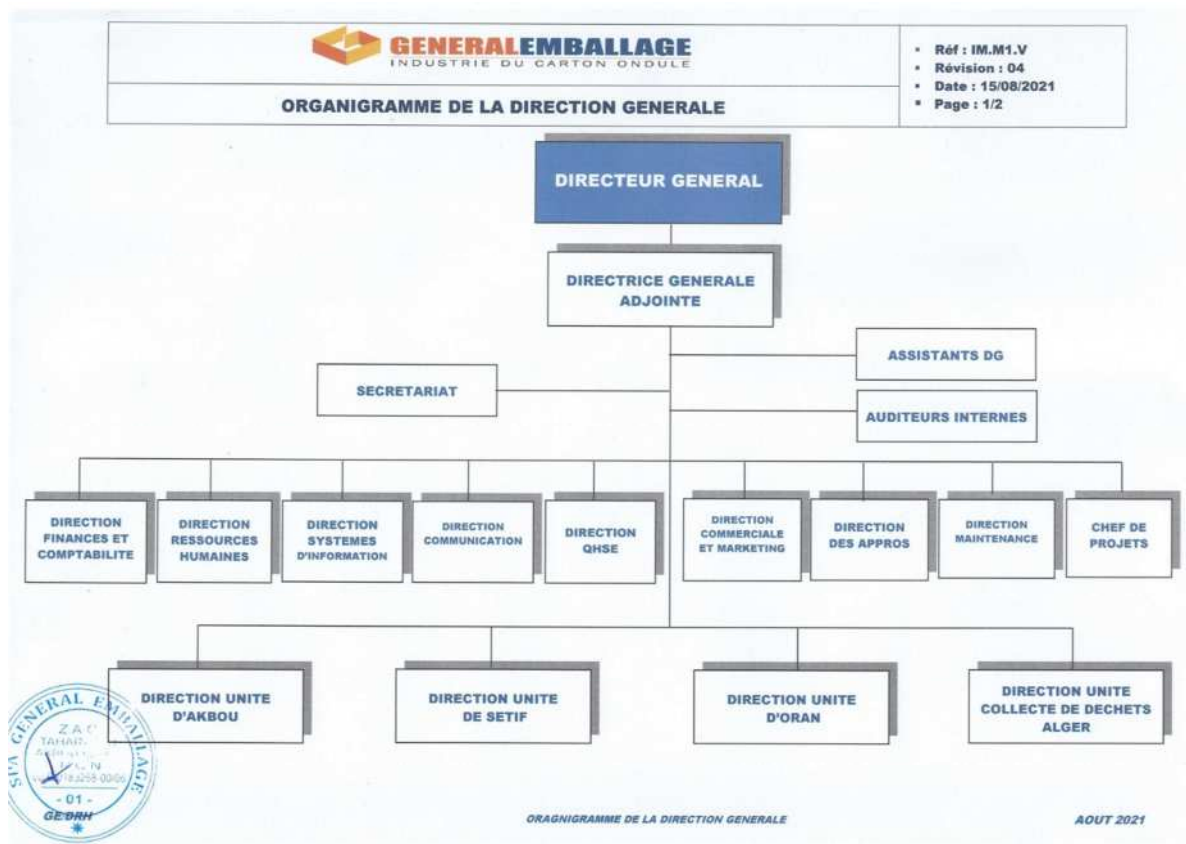 GENERALEMBALLAGE
INDUSTRIE DU CARTON ONDULE
ORGANIGRAMME DE LA DIRECTION GENERALE
▪ Réf : IM.M1.V
▪ Révision : 04
▪ Date : 15/08/2021
▪ Page : 1/2
DIRECTEUR GENERAL
DIRECTRICE GENERALE
ADJOINTE
ASSISTANTS DG
SECRETARIAT
AUDITEURS INTERNES
DIRECTION
FINANCES ET
COMPTABILITE
DIRECTION
RESSOURCES
HUMAINES
DIRECTION
SYSTEMES
D'INFORMATION
DIRECTION
COMMUNICATION
DIRECTION
QHSE
DIRECTION
COMMERCIALE
ET MARKETING
DIRECTION
DES APPROS
DIRECTION
MAINTENANCE
CHEF DE
PROJETS
DIRECTION UNITE
D'AKBOU
DIRECTION UNITE
DE SETIF
DIRECTION UNITE
D'ORAN
DIRECTION UNITE
COLLECTE DE DECHETS
ALGER
SPA GENERAL EMBALLAGE
- 01 -
GE/DRH
ORAGNIGRAMME DE LA DIRECTION GENERALE
AOUT 2021